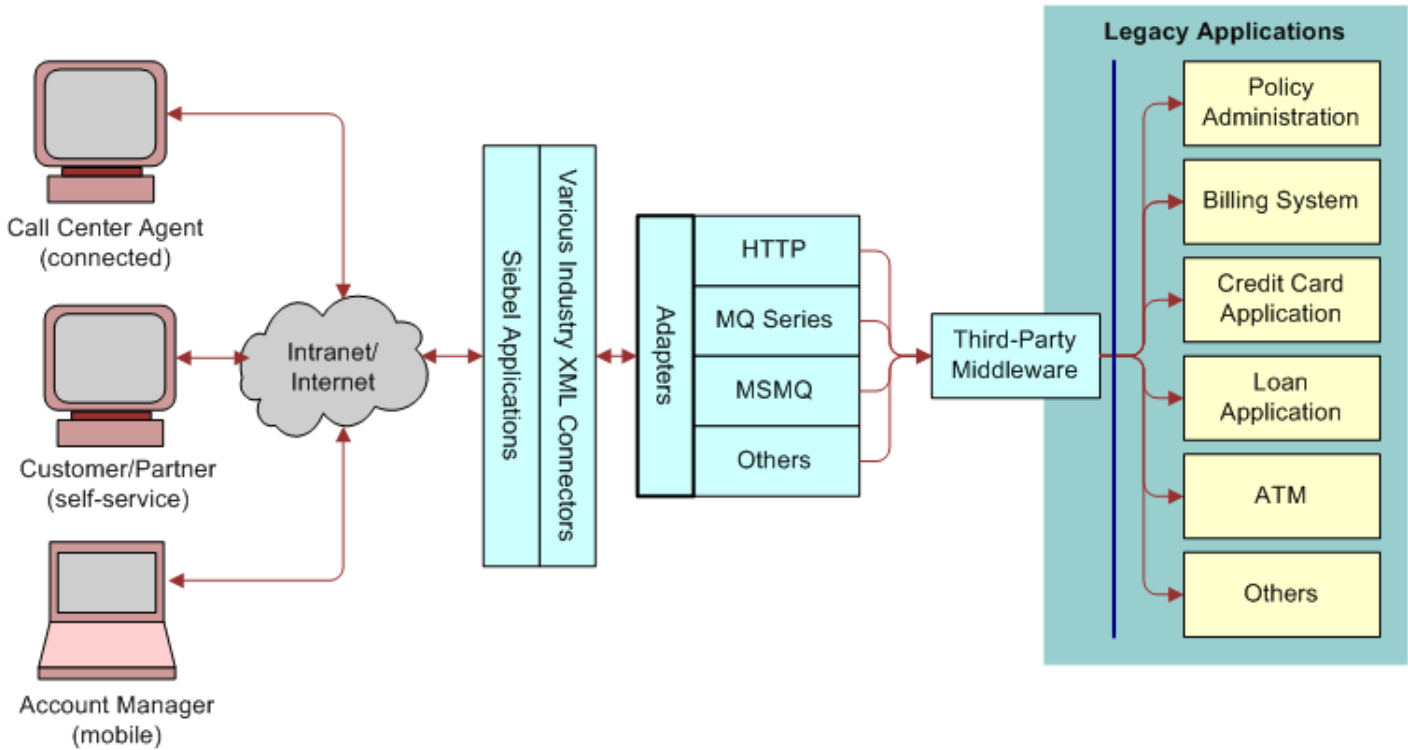 Legacy Applications
Call Center Agent
(connected)
Customer/Partner
(self-service)
Account Manager
(mobile)
Intranet/
Internet
Siebel Applications
Various Industry XML Connectors
Adapters
HTTP
MQ Series
MSMQ
Others
Third-Party
Middleware
Policy
Administration
Billing System
Credit Card
Application
Loan
Application
ATM
Others